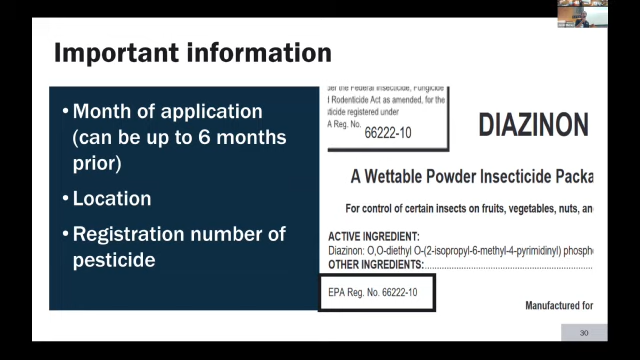 Important information
• Month of application
(can be up to 6 months
prior)
• Location
• Registration number of
pesticide
der the Federal Insecticide, Fungicide
d Rodenticide Act as amended, for the
sticide registered under
A Reg. No.
66222-10
DIAZINON
A Wettable Powder Insecticide Packa
For control of certain insects on fruits, vegetables, nuts, an
ACTIVE INGREDIENT:
Diazinon: O,O-diethyl O-(2-isopropyl-6-methyl-4-pyrimidinyl) phosph
OTHER INGREDIENTS:
EPA Reg. No. 66222-10
Manufactured for
30